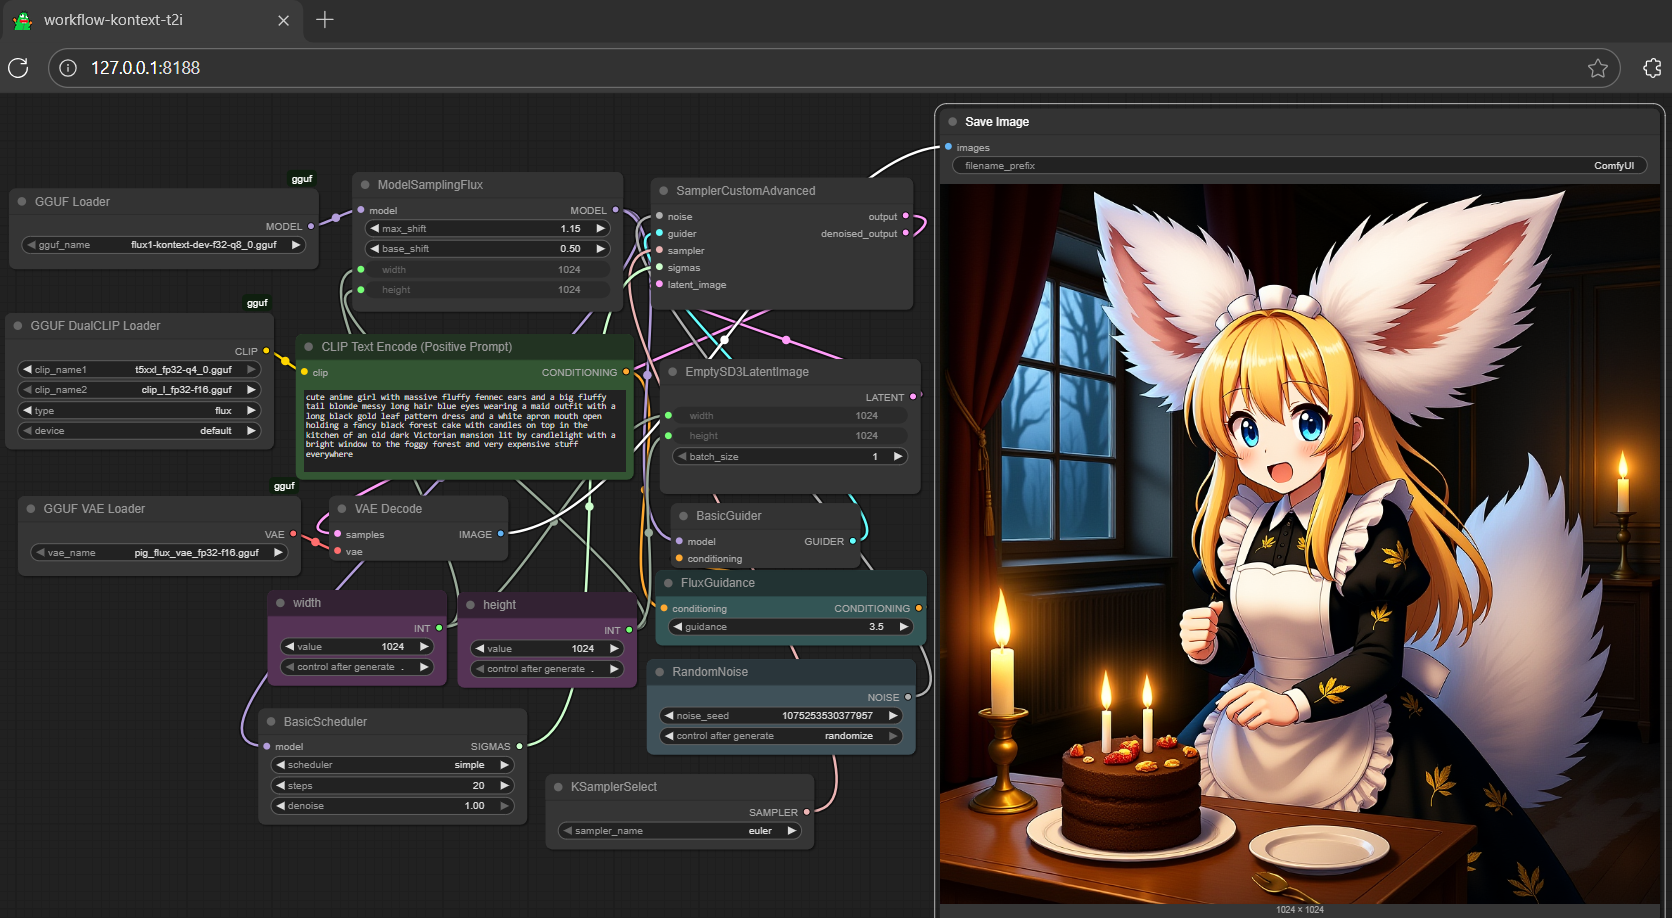 workflow-kontext-t2i
127.0.0.1:8188
gguf
GGUF Loader
MODEL
gguf_name flux1-kontext-dev-f32-q8_0.gguf
gguf
GGUF DualCLIP Loader
CLIP
clip_name1 t5xxl_fp32-q4_0.gguf
clip_name2 clip_l_fp32-f16.gguf
type flux
device default
gguf
GGUF VAE Loader
VAE
vae_name pig_flux_vae_fp32-f16.gguf
ModelSamplingFlux
model MODEL
max_shift 1.15
base_shift 0.50
width 1024
height 1024
CLIP Text Encode (Positive Prompt)
clip CONDITIONING
cute anime girl with massive fluffy fennec ears and a big fluffy
tail blonde messy long hair blue eyes wearing a maid outfit with a
long black gold leaf pattern dress and a white apron mouth open
holding a fancy black forest cake with candles on top in the
kitchen of an old dark Victorian mansion lit by candlelight with a
bright window to the foggy forest and very expensive stuff
everywhere
VAE Decode
samples IMAGE
vae
width
INT
value 1024
control after generate .
height
INT
value 1024
control after generate .
BasicScheduler
model SIGMAS
scheduler simple
steps 20
denoise 1.00
KSamplerSelect
SAMPLER
sampler_name euler
SamplerCustomAdvanced
noise output
guider denoised_output
sampler
sigmas
latent_image
EmptySD3LatentImage
LATENT
width 1024
height 1024
batch_size 1
BasicGuider
model GUIDER
conditioning
FluxGuidance
conditioning CONDITIONING
guidance 3.5
RandomNoise
NOISE
noise_seed 1075253530377957
control after generate randomize
Save Image
images
filename_prefix ComfyUI
1024 × 1024